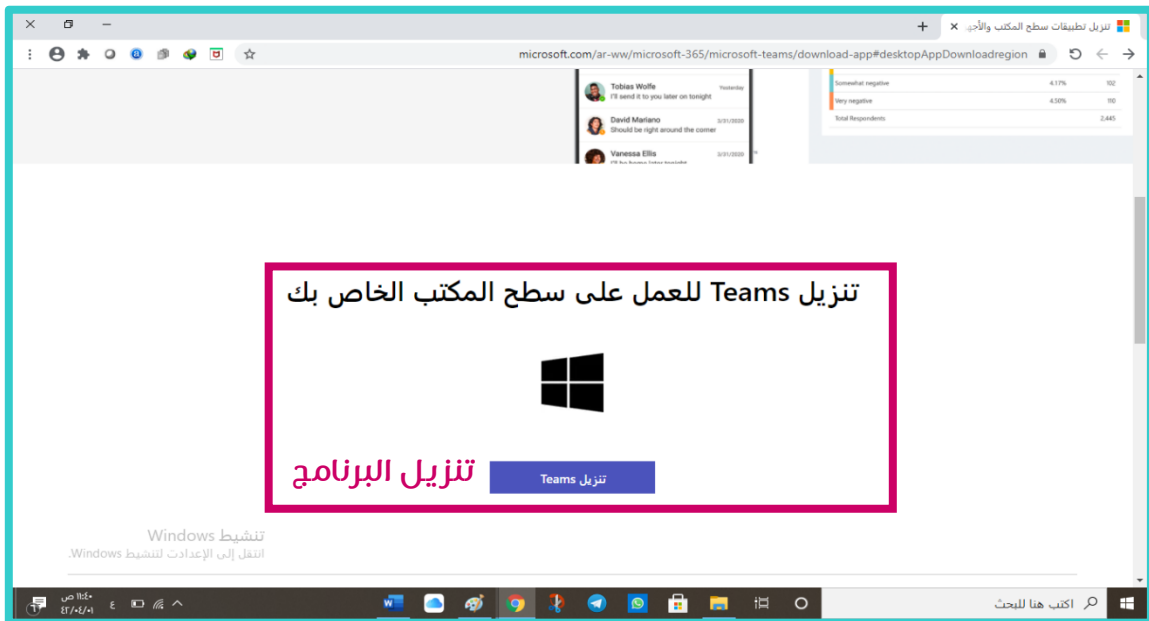 تنزيل تطبيقات سطح المكتب والأجه
microsoft.com/ar-ww/microsoft-365/microsoft-teams/download-app#desktopAppDownloadregion
Tobias Wolfe
Yesterday
I'll send it to you later on tonight
David Mariano
3/31/2020
Should be right around the corner
Vanessa Ellis
3/31/2020
Somewhat negative 4.17% 102
Very negative 4.50% 110
Total Respondents 2,445
تنزيل Teams للعمل على سطح المكتب الخاص بك
تنزيل Teams
تنزيل البرنامج
تنشيط Windows
انتقل إلى الإعدادت لتنشيط Windows.
اكتب هنا للبحث
ع
١١:٤٠ ص